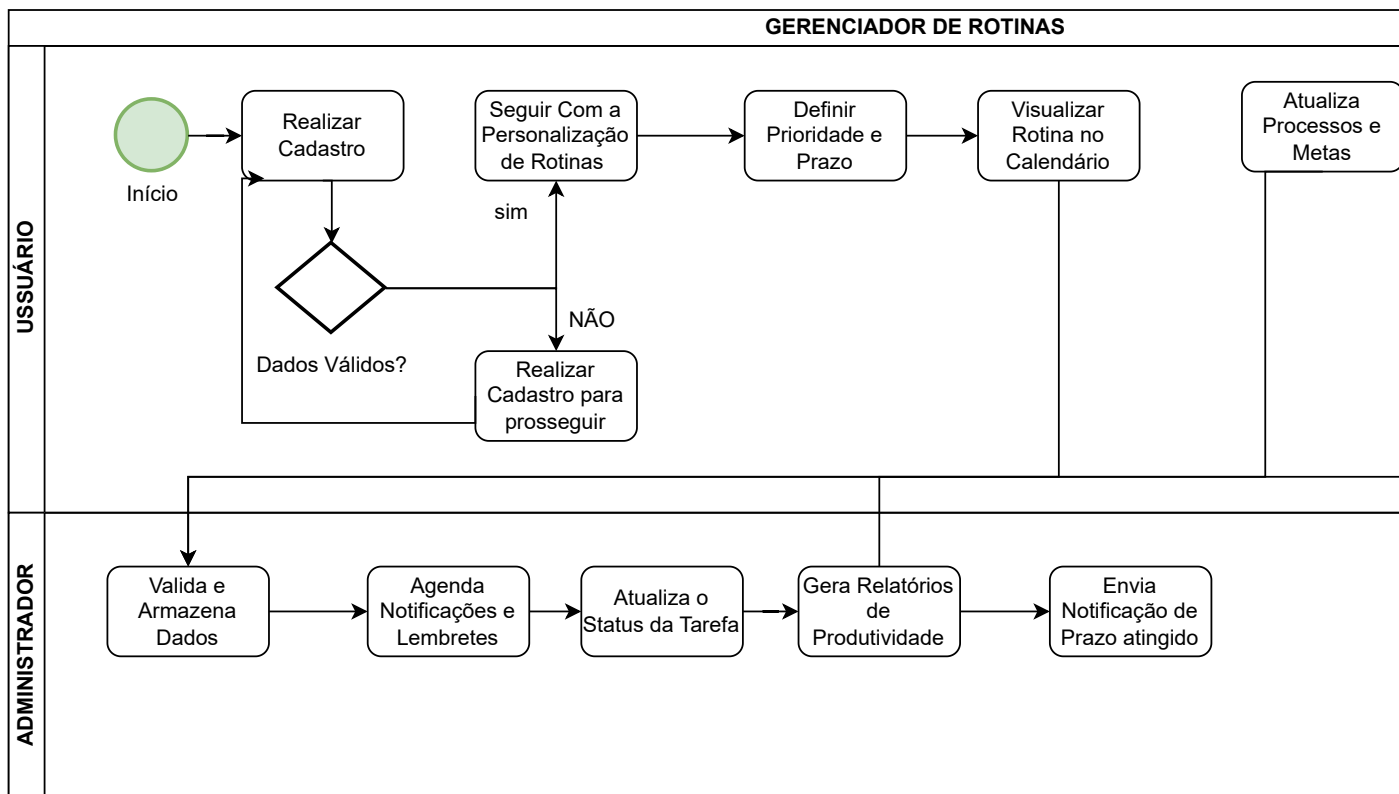 GERENCIADOR DE ROTINAS
USSUÁRIO
Início
Realizar
Cadastro
Dados Válidos?
sim
NÃO
Seguir Com a
Personalização
de Rotinas
Realizar
Cadastro para
prosseguir
Definir
Prioridade e
Prazo
Visualizar
Rotina no
Calendário
Atualiza
Processos e
Metas
ADMINISTRADOR
Valida e
Armazena
Dados
Agenda
Notificações e
Lembretes
Atualiza o
Status da Tarefa
Gera Relatórios
de
Produtividade
Envia
Notificação de
Prazo atingido